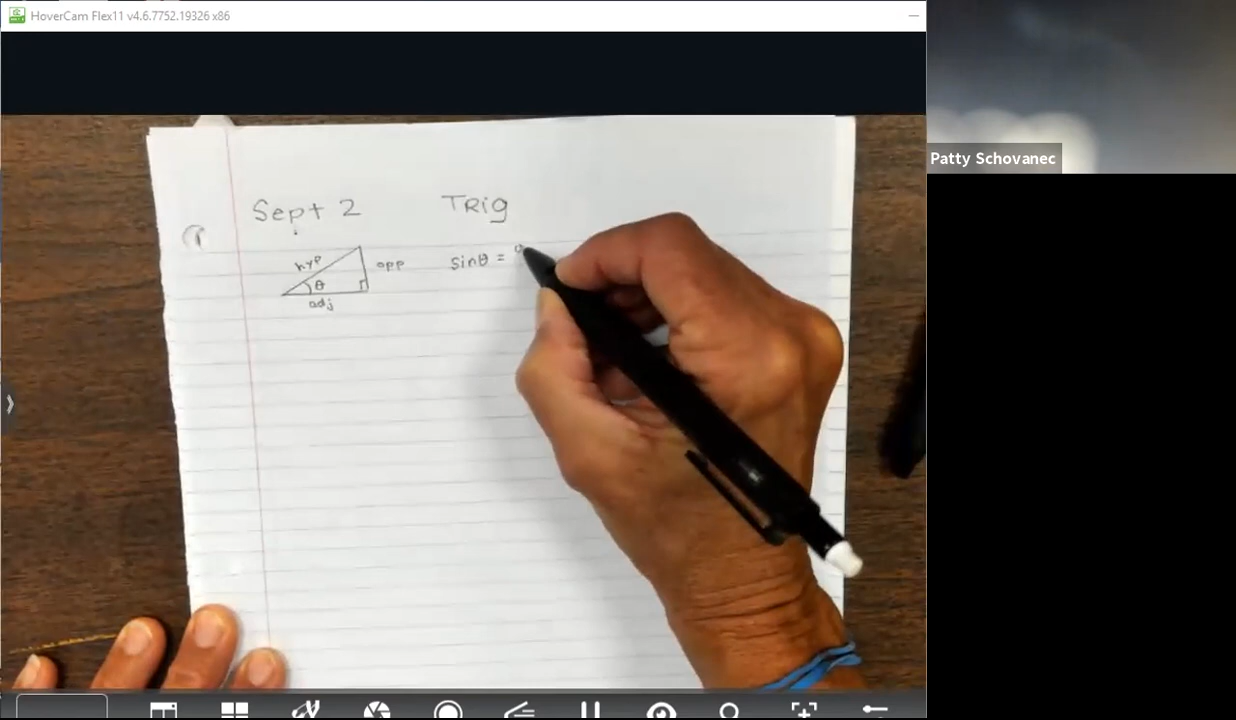 HoverCam Flex11 v4.6.7752.19326 x86
Patty Schovanec
Sept 2 Trig
hyp opp sinθ =
θ
adj